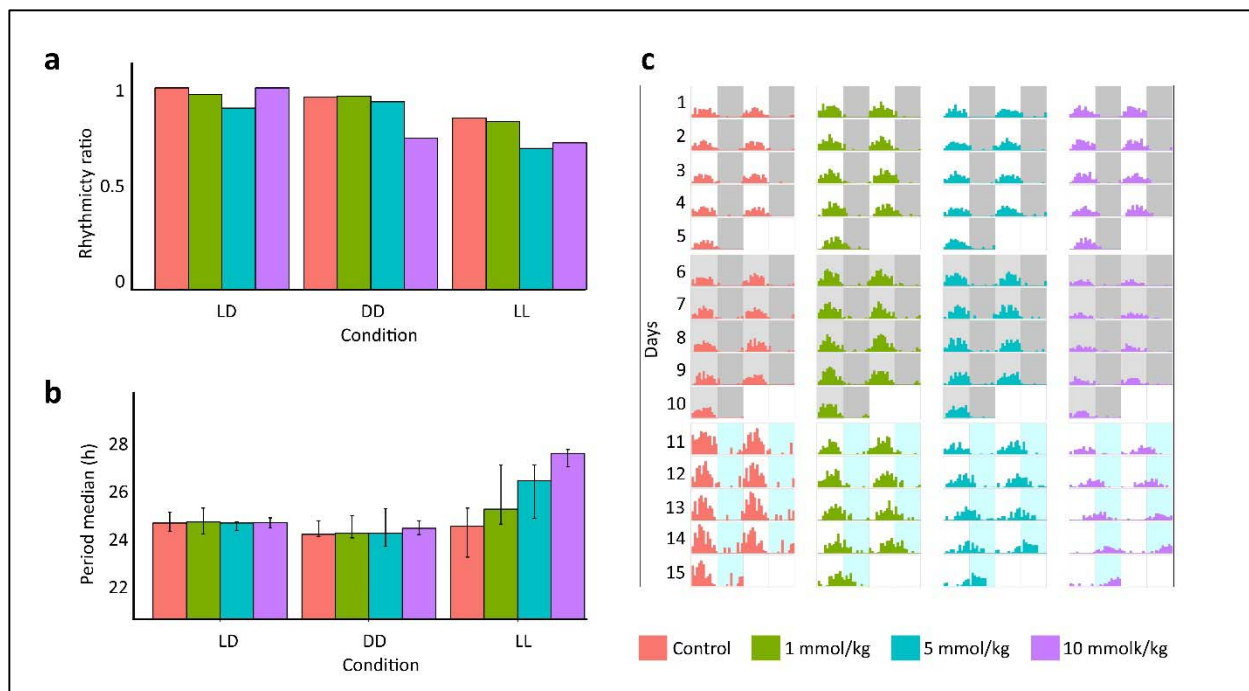 a
1
0.5
0
Rhythmicty ratio
LD DD LL
Condition
b
28
26
24
22
Period median (h)
LD DD LL
Condition
c
Days
1
2
3
4
5
6
7
8
9
10
11
12
13
14
15
Control 1 mmol/kg 5 mmol/kg 10 mmolk/kg